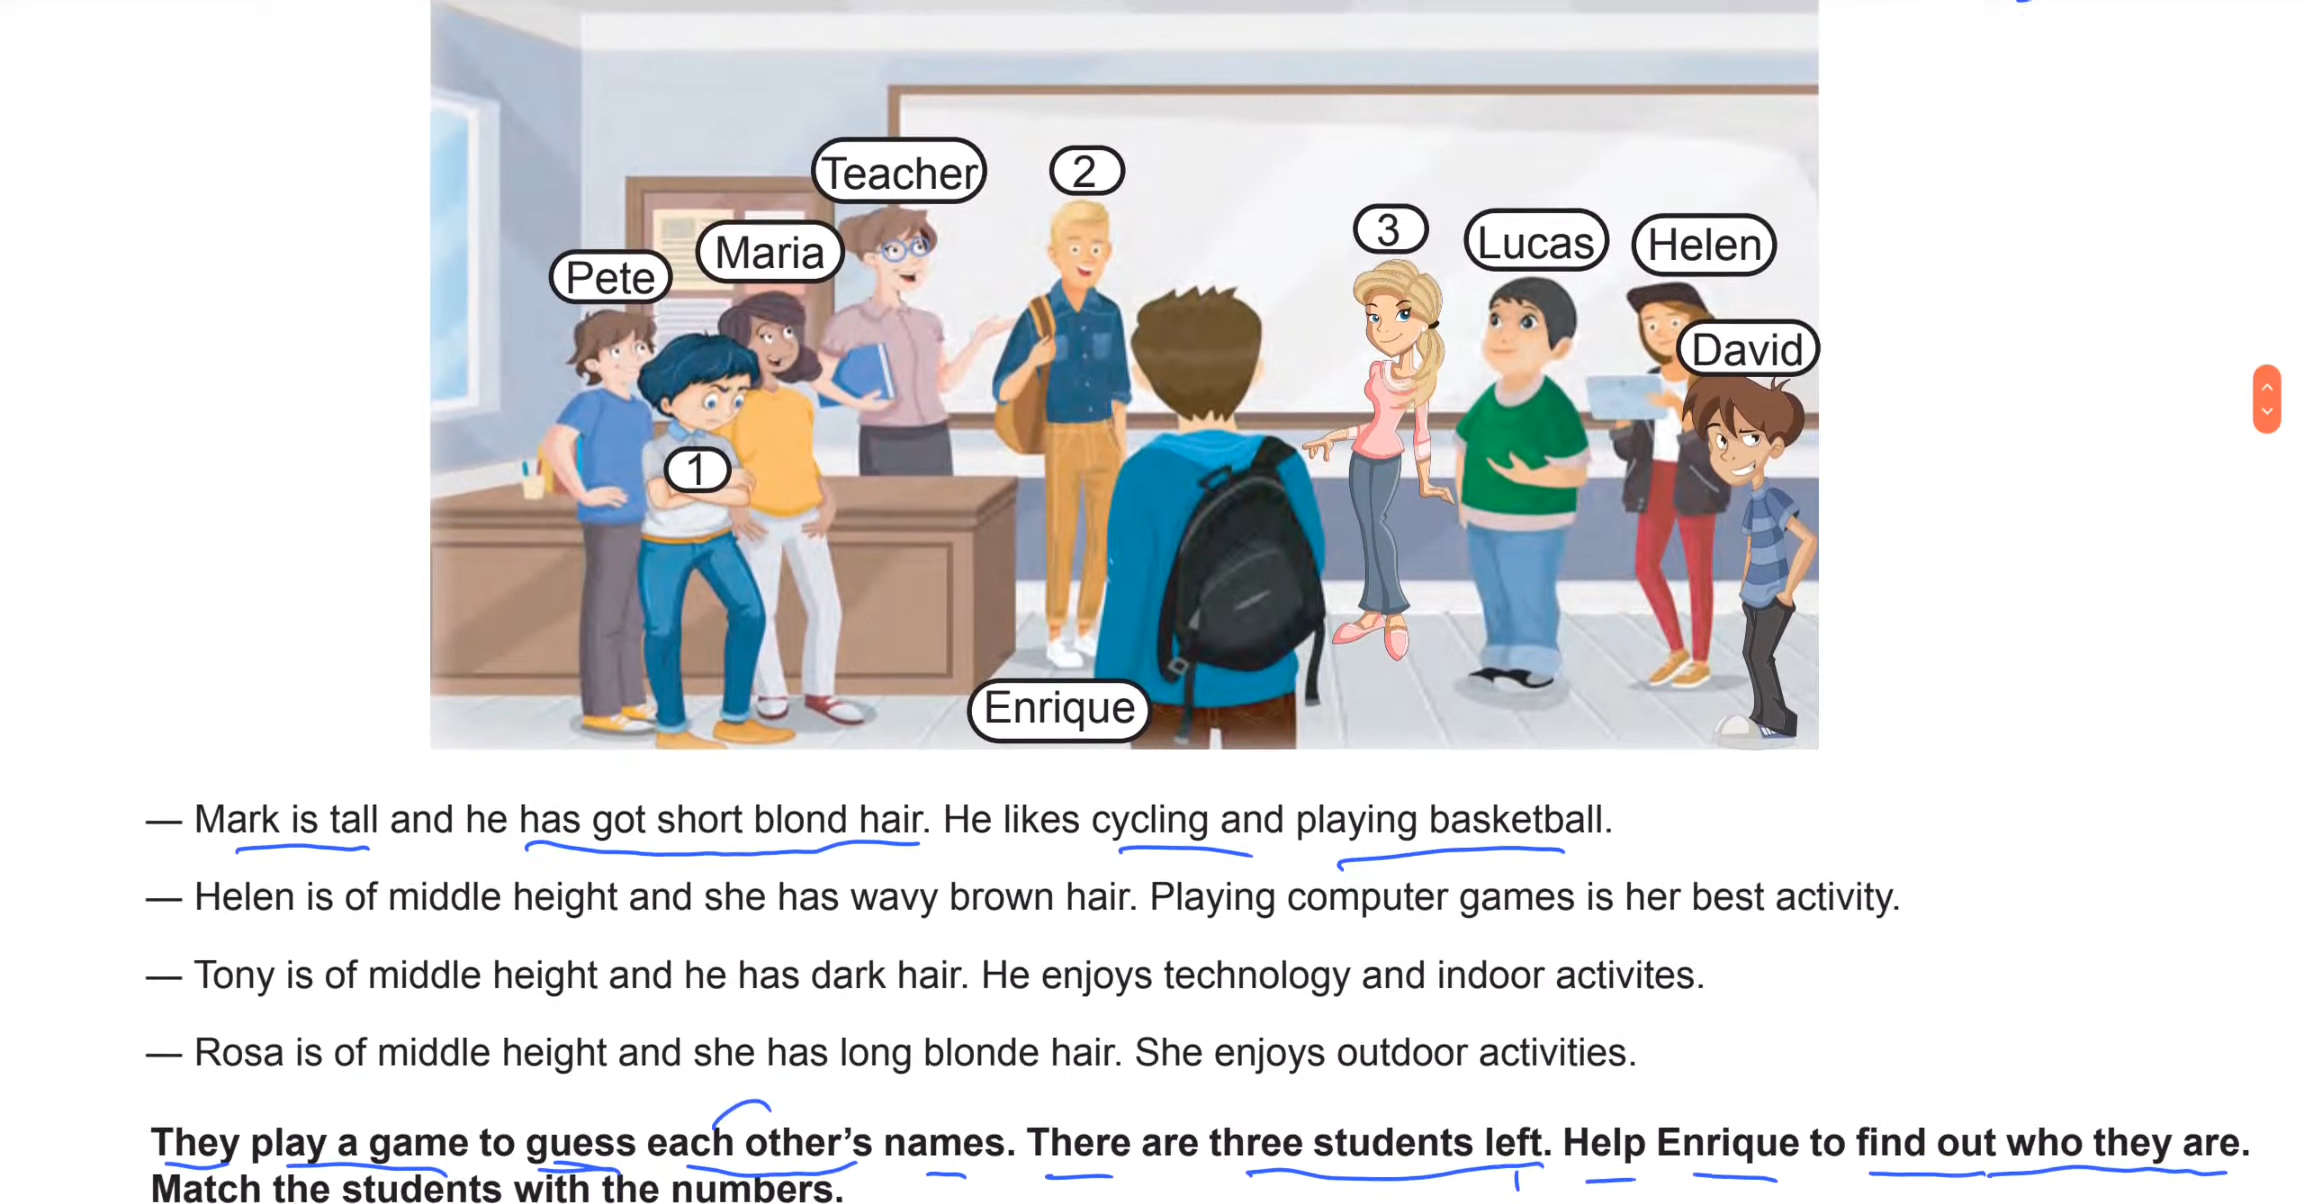 Teacher
2
3
Lucas
Helen
Maria
Pete
David
1
Enrique
— Mark is tall and he has got short blond hair. He likes cycling and playing basketball.
— Helen is of middle height and she has wavy brown hair. Playing computer games is her best activity.
— Tony is of middle height and he has dark hair. He enjoys technology and indoor activites.
— Rosa is of middle height and she has long blonde hair. She enjoys outdoor activities.
They play a game to guess each other’s names. There are three students left. Help Enrique to find out who they are.
Match the students with the numbers.